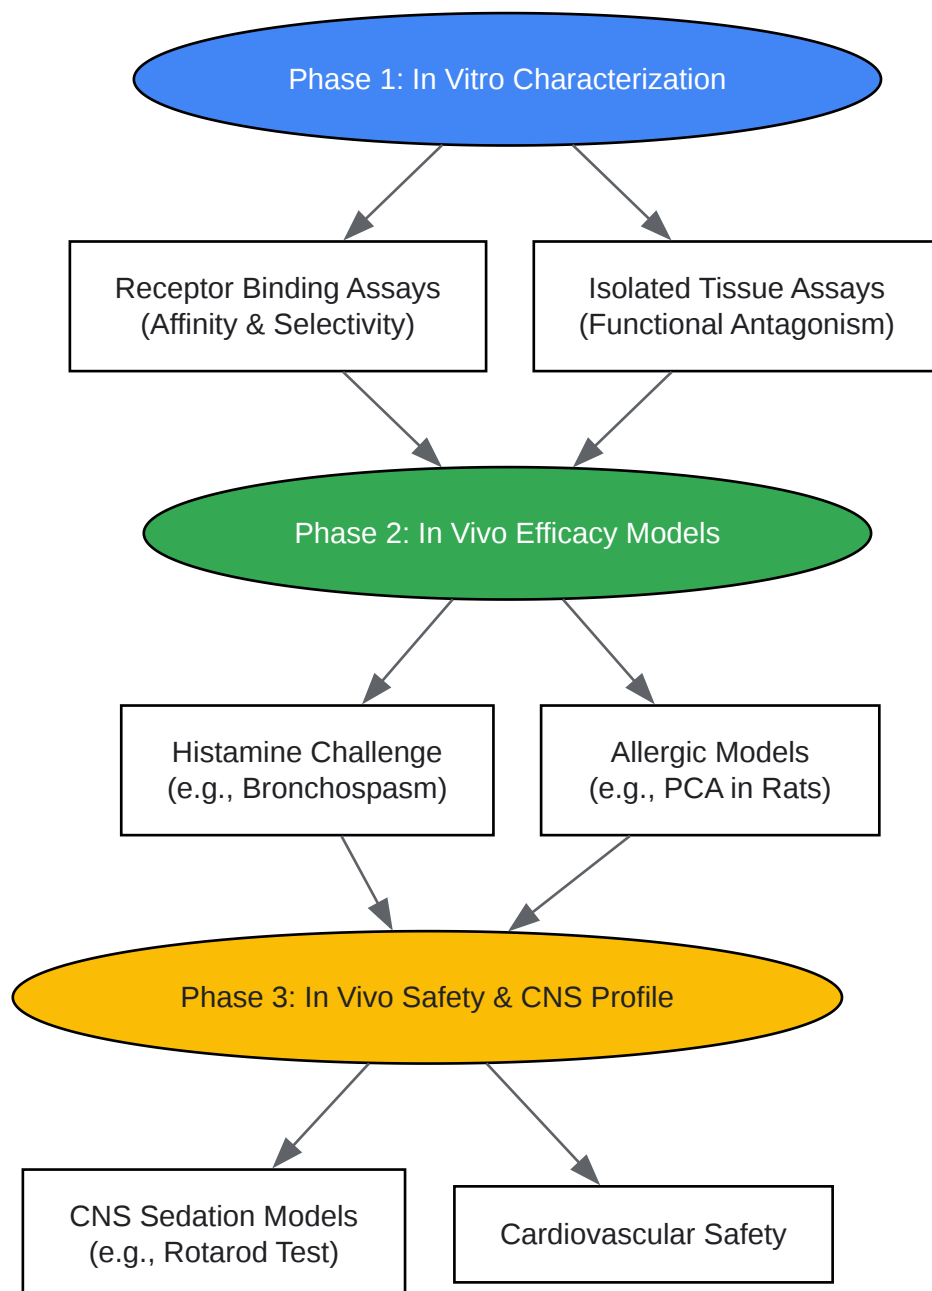 Phase 1: In Vitro Characterization
Receptor Binding Assays
(Affinity & Selectivity)
Isolated Tissue Assays
(Functional Antagonism)
Phase 2: In Vivo Efficacy Models
Histamine Challenge
(e.g., Bronchospasm)
Allergic Models
(e.g., PCA in Rats)
Phase 3: In Vivo Safety & CNS Profile
CNS Sedation Models
(e.g., Rotarod Test)
Cardiovascular Safety